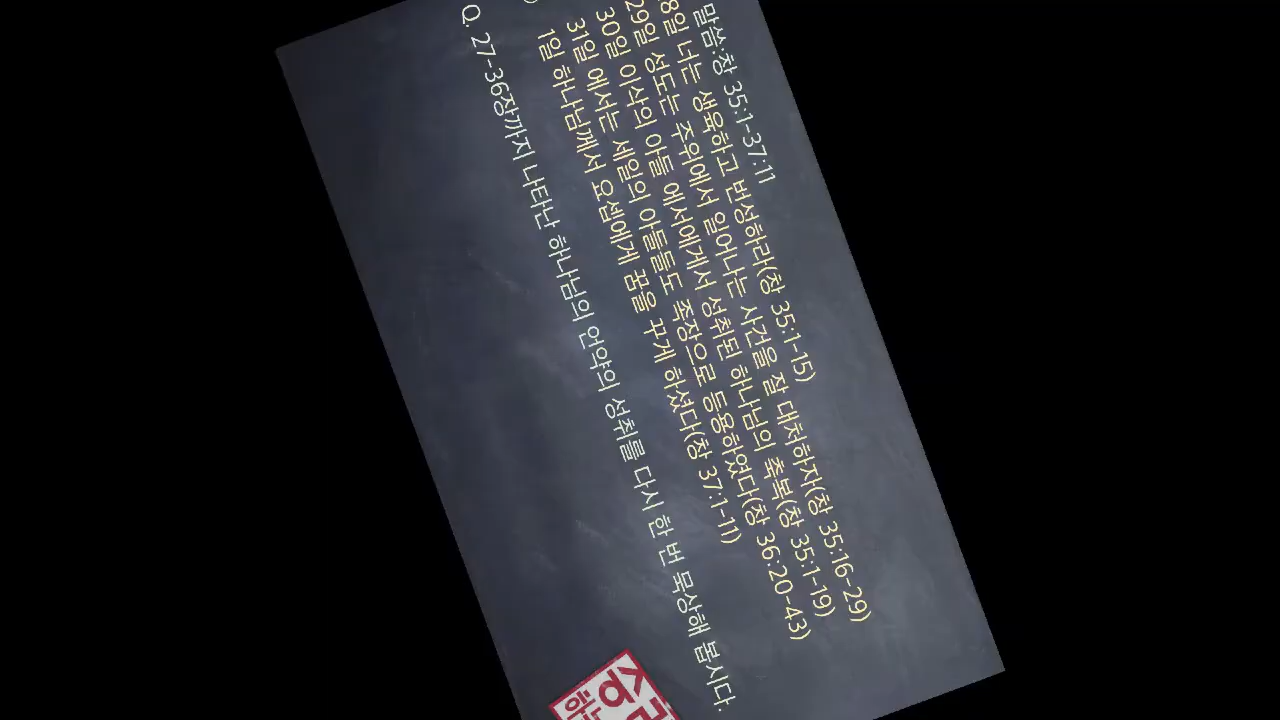 말씀:창 35:1-37:11
8일 너는 생육하고 번성하라(창 35:1-15)
29일 성도는 주위에서 일어나는 사건을 잘 대처하자(창 35:16-29)
30일 이삭의 아들 에서에게서 성취된 하나님의 축복(창 35:1-19)
31일 에서는 세일의 아들들도 족장으로 등용하였다(창 36:20-43)
1일 하나님께서 요셉에게 꿈을 꾸게 하셨다(창 37:1-11)
Q. 27-36장까지 나타난 하나님의 언약의 성취를 다시 한 번 묵상해 봅시다.